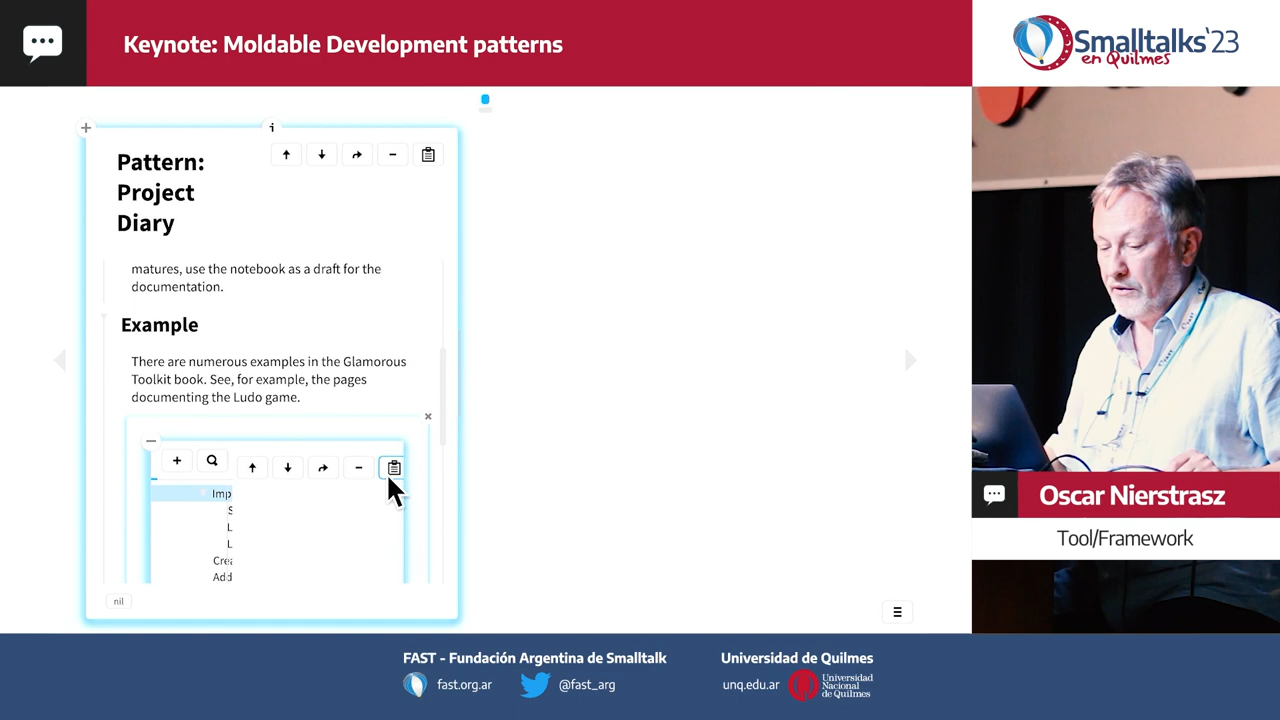 Keynote: Moldable Development patterns
Smalltalks'23
en Quilmes
Pattern:
Project
Diary
matures, use the notebook as a draft for the
documentation.
Example
There are numerous examples in the Glamorous
Toolkit book. See, for example, the pages
documenting the Ludo game.
Imp
S
L
L
Crea
Add
nil
Oscar Nierstrasz
Tool/Framework
FAST - Fundación Argentina de Smalltalk
fast.org.ar
@fast_arg
Universidad de Quilmes
unq.edu.ar
Universidad
Nacional
de Quilmes